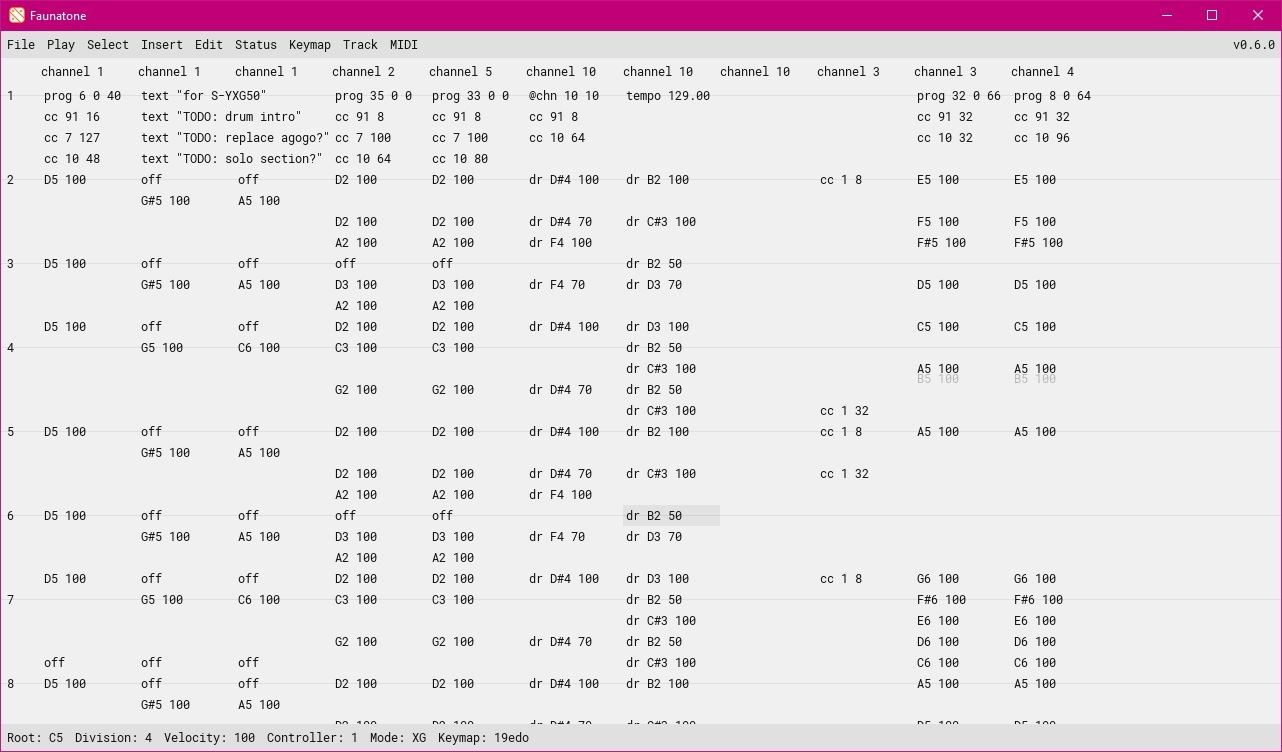 Faunatone
File Play Select Insert Edit Status Keymap Track MIDI v0.6.0
channel 1 channel 1 channel 1 channel 2 channel 5 channel 10 channel 10 channel 10 channel 3 channel 3 channel 4
1 prog 6 0 40 text "for S-YXG50" prog 35 0 0 prog 33 0 0 @chn 10 10 tempo 129.00 prog 32 0 66 prog 8 0 64
cc 91 16 text "TODO: drum intro" cc 91 8 cc 91 8 cc 91 8 cc 91 32 cc 91 32
cc 7 127 text "TODO: replace agogo?" cc 7 100 cc 7 100 cc 10 64 cc 10 32 cc 10 96
cc 10 48 text "TODO: solo section?" cc 10 64 cc 10 80
2 D5 100 off off D2 100 D2 100 dr D#4 100 dr B2 100 cc 1 8 E5 100 E5 100
G#5 100 A5 100
D2 100 D2 100 dr D#4 70 dr C#3 100 F5 100 F5 100
A2 100 A2 100 dr F4 100 F#5 100 F#5 100
3 D5 100 off off off off dr B2 50
G#5 100 A5 100 D3 100 D3 100 dr F4 70 dr D3 70 D5 100 D5 100
A2 100 A2 100
D5 100 off off D2 100 D2 100 dr D#4 100 dr D3 100 C5 100 C5 100
4 G5 100 C6 100 C3 100 C3 100 dr B2 50
dr C#3 100 A5 100 A5 100
B5 100 B5 100
G2 100 G2 100 dr D#4 70 dr B2 50
dr C#3 100 cc 1 32
5 D5 100 off off D2 100 D2 100 dr D#4 100 dr B2 100 cc 1 8 A5 100 A5 100
G#5 100 A5 100
D2 100 D2 100 dr D#4 70 dr C#3 100 cc 1 32
A2 100 A2 100 dr F4 100
6 D5 100 off off off off dr B2 50
G#5 100 A5 100 D3 100 D3 100 dr F4 70 dr D3 70
A2 100 A2 100
D5 100 off off D2 100 D2 100 dr D#4 100 dr D3 100 cc 1 8 G6 100 G6 100
7 G5 100 C6 100 C3 100 C3 100 dr B2 50 F#6 100 F#6 100
dr C#3 100 E6 100 E6 100
G2 100 G2 100 dr D#4 70 dr B2 50 D6 100 D6 100
off off off dr C#3 100 C6 100 C6 100
8 D5 100 off off D2 100 D2 100 dr D#4 100 dr B2 100 A5 100 A5 100
G#5 100 A5 100
Root: C5 Division: 4 Velocity: 100 Controller: 1 Mode: XG Keymap: 19edo